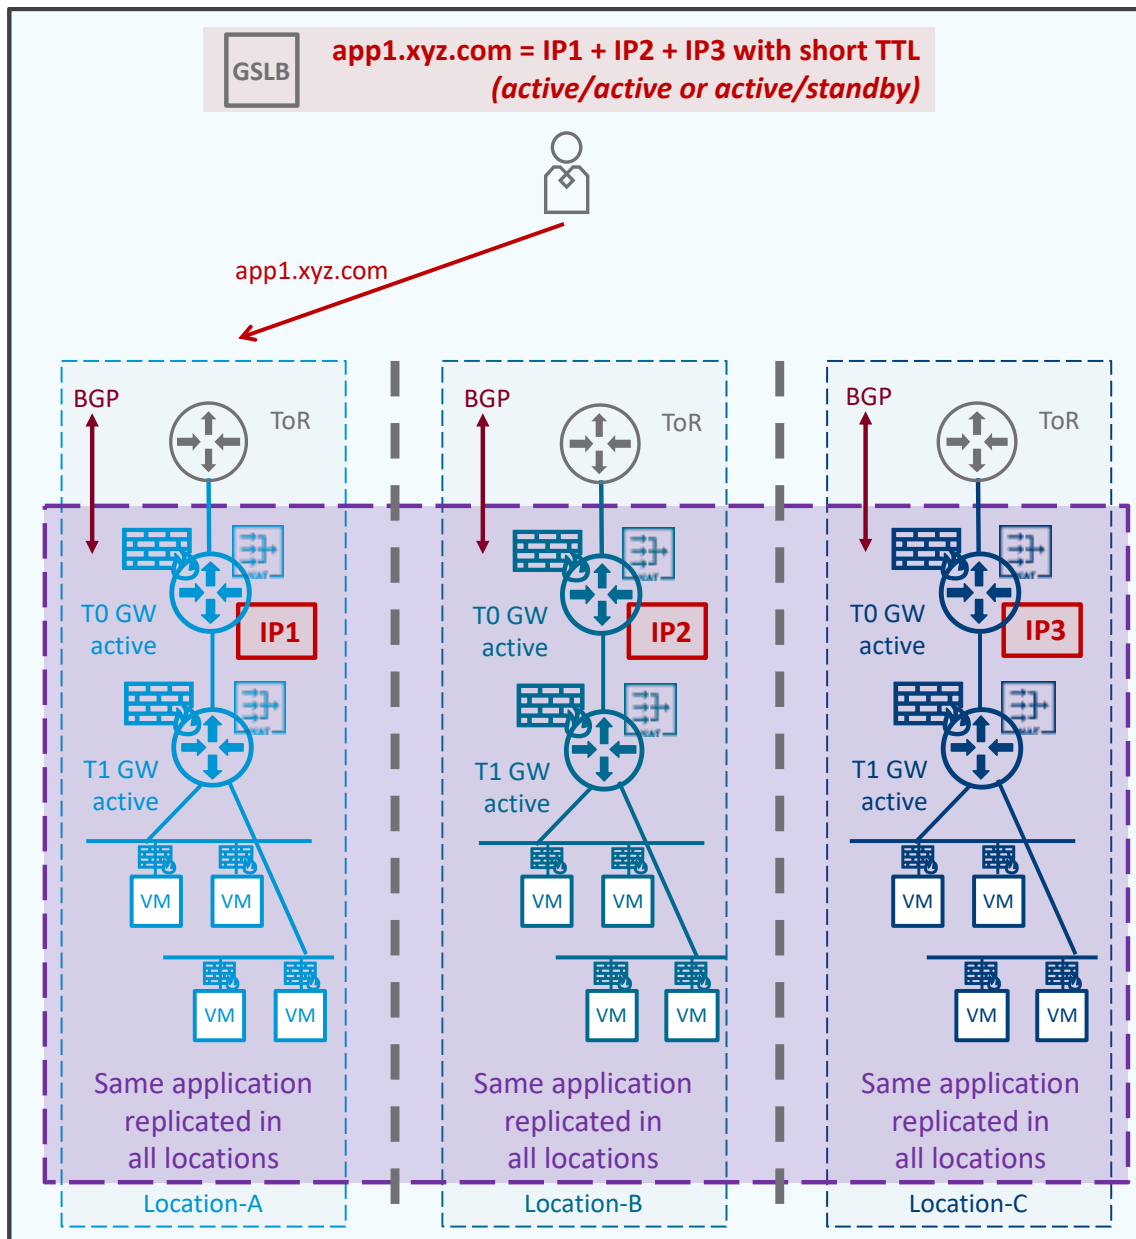 GSLB
app1.xyz.com = IP1 + IP2 + IP3 with short TTL
(active/active or active/standby)
app1.xyz.com
BGP
ToR
BGP
ToR
BGP
ToR
T0 GW
active
IP1
T0 GW
active
IP2
T0 GW
active
IP3
T1 GW
active
T1 GW
active
T1 GW
active
VM
VM
VM
VM
VM
VM
VM
VM
VM
VM
VM
VM
Same application
replicated in
all locations
Same application
replicated in
all locations
Same application
replicated in
all locations
Location-A
Location-B
Location-C